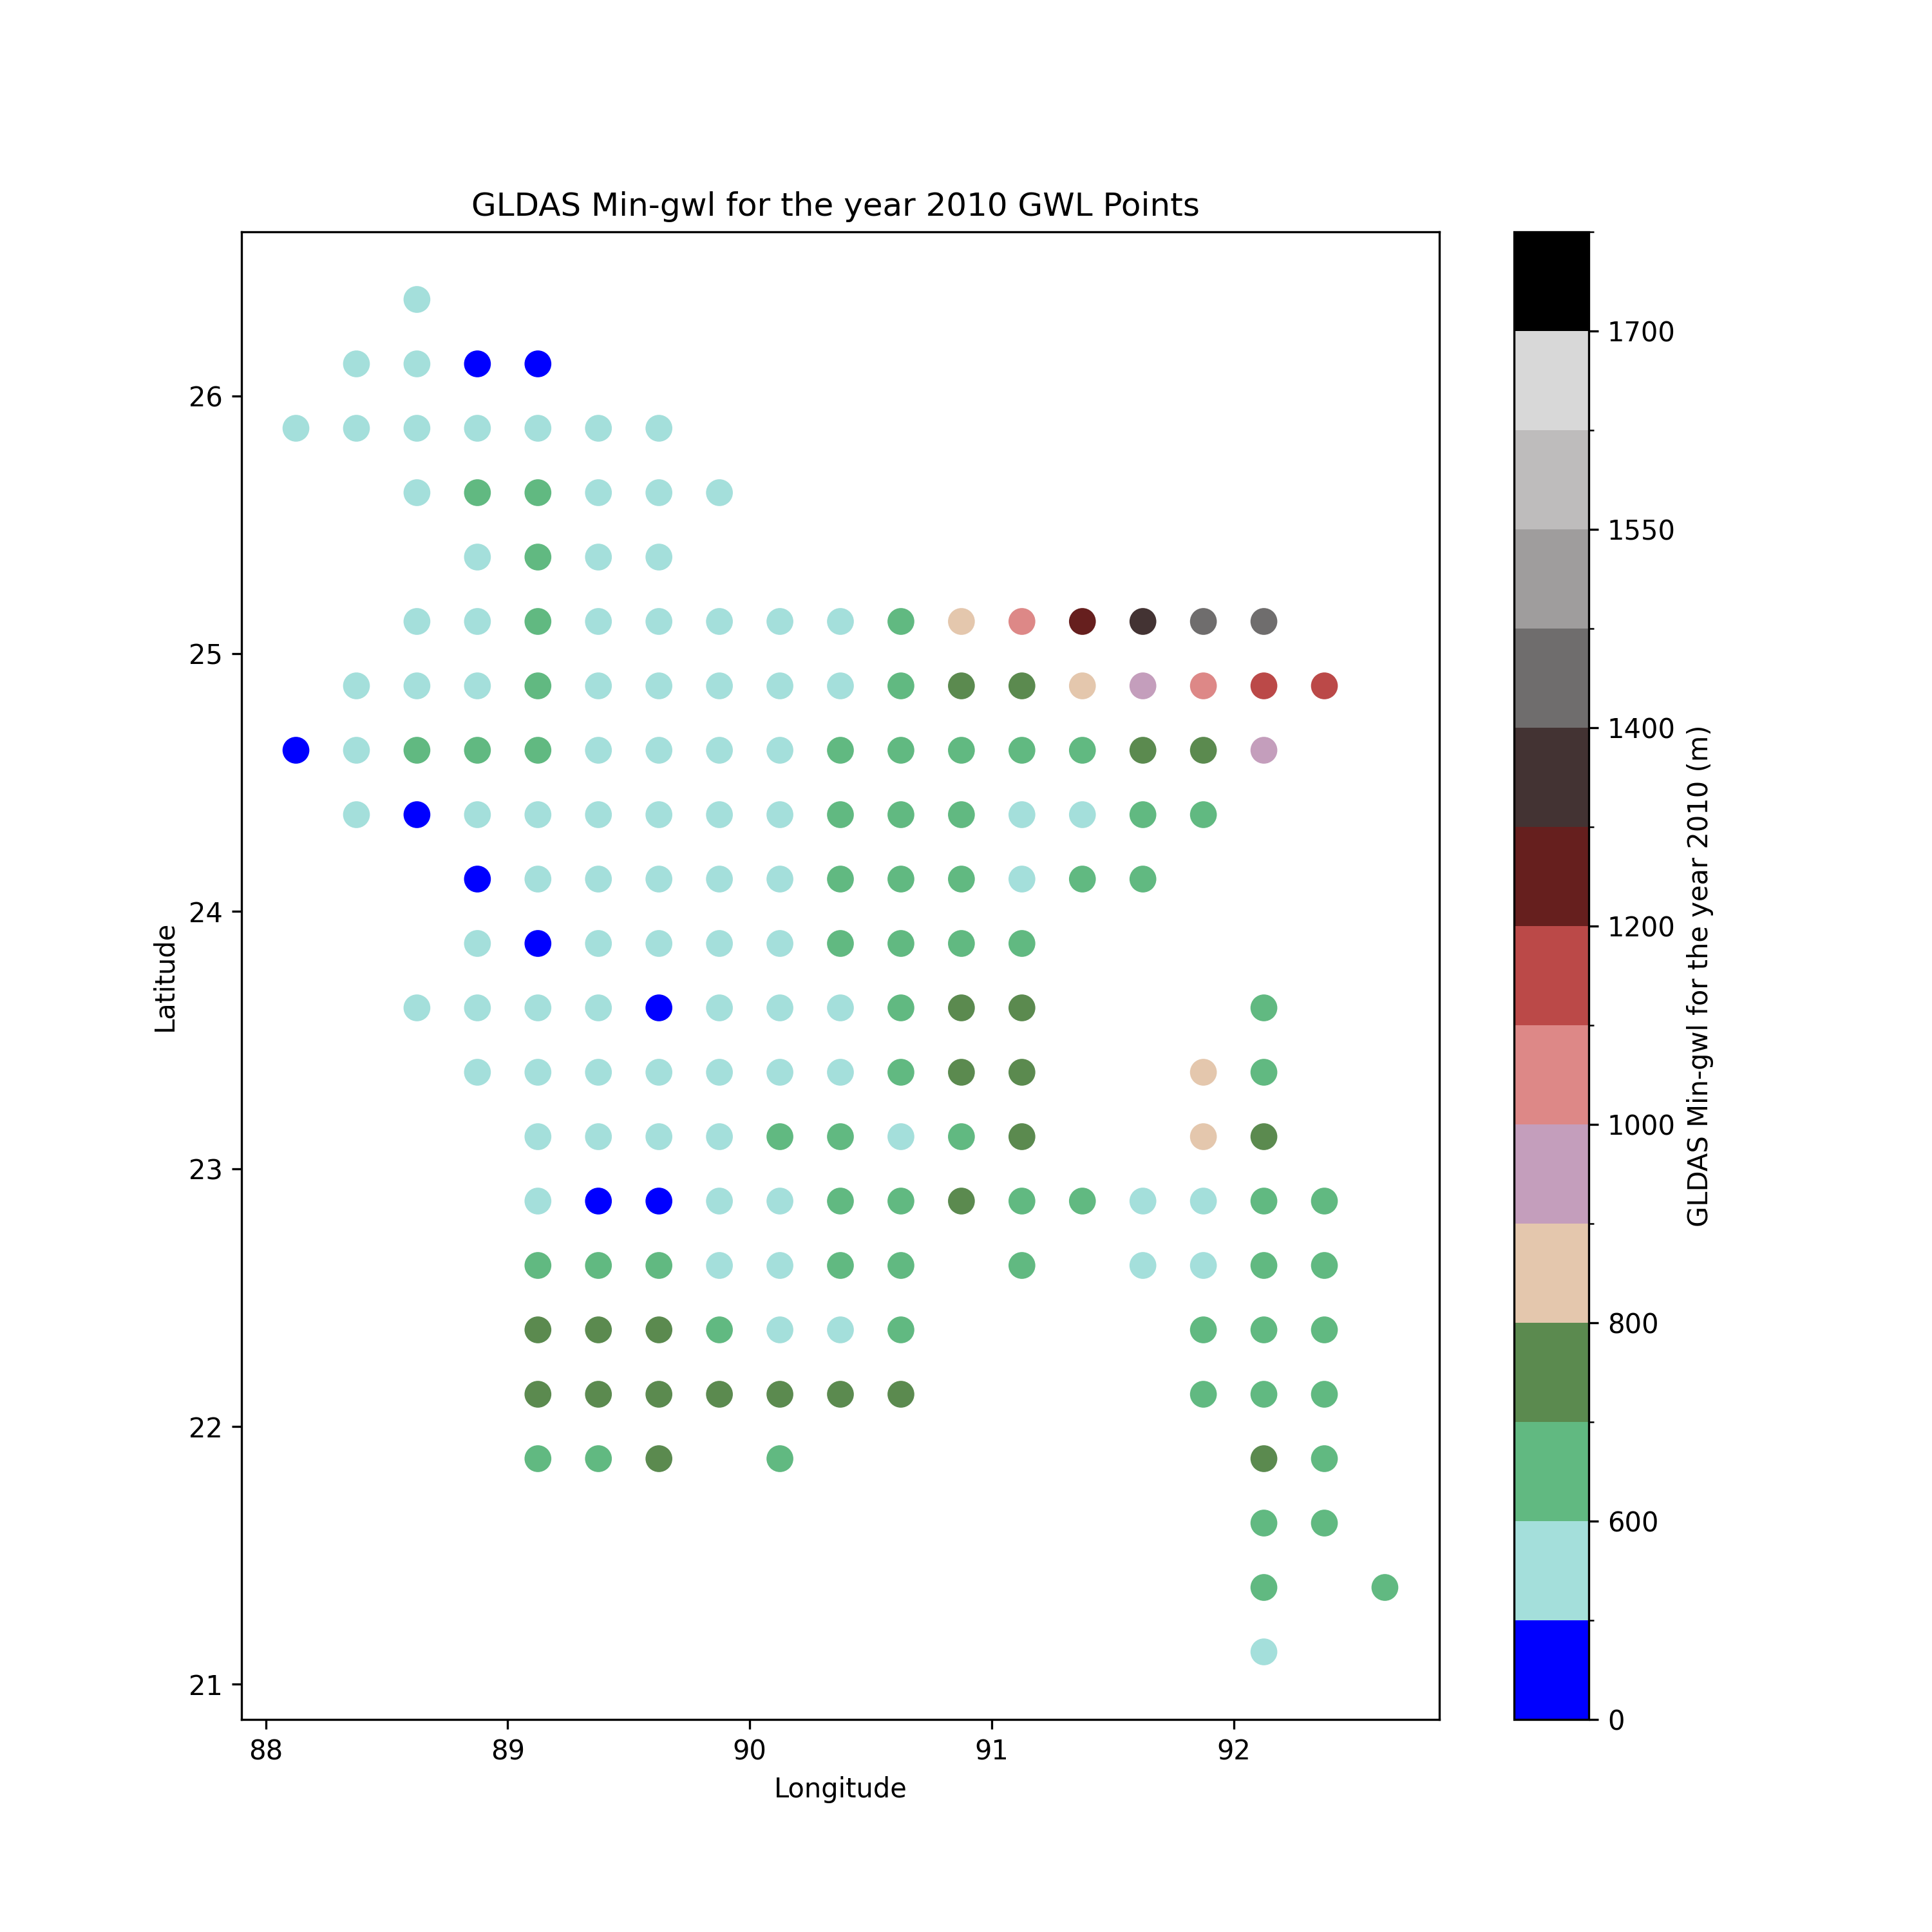 GLDAS Min-gwl for the year 2010 GWL Points
26
25
24
23
22
21
Latitude
88 89 90 91 92
Longitude
1700
1550
1400
1200
1000
800
600
0
GLDAS Min-gwl for the year 2010 (m)